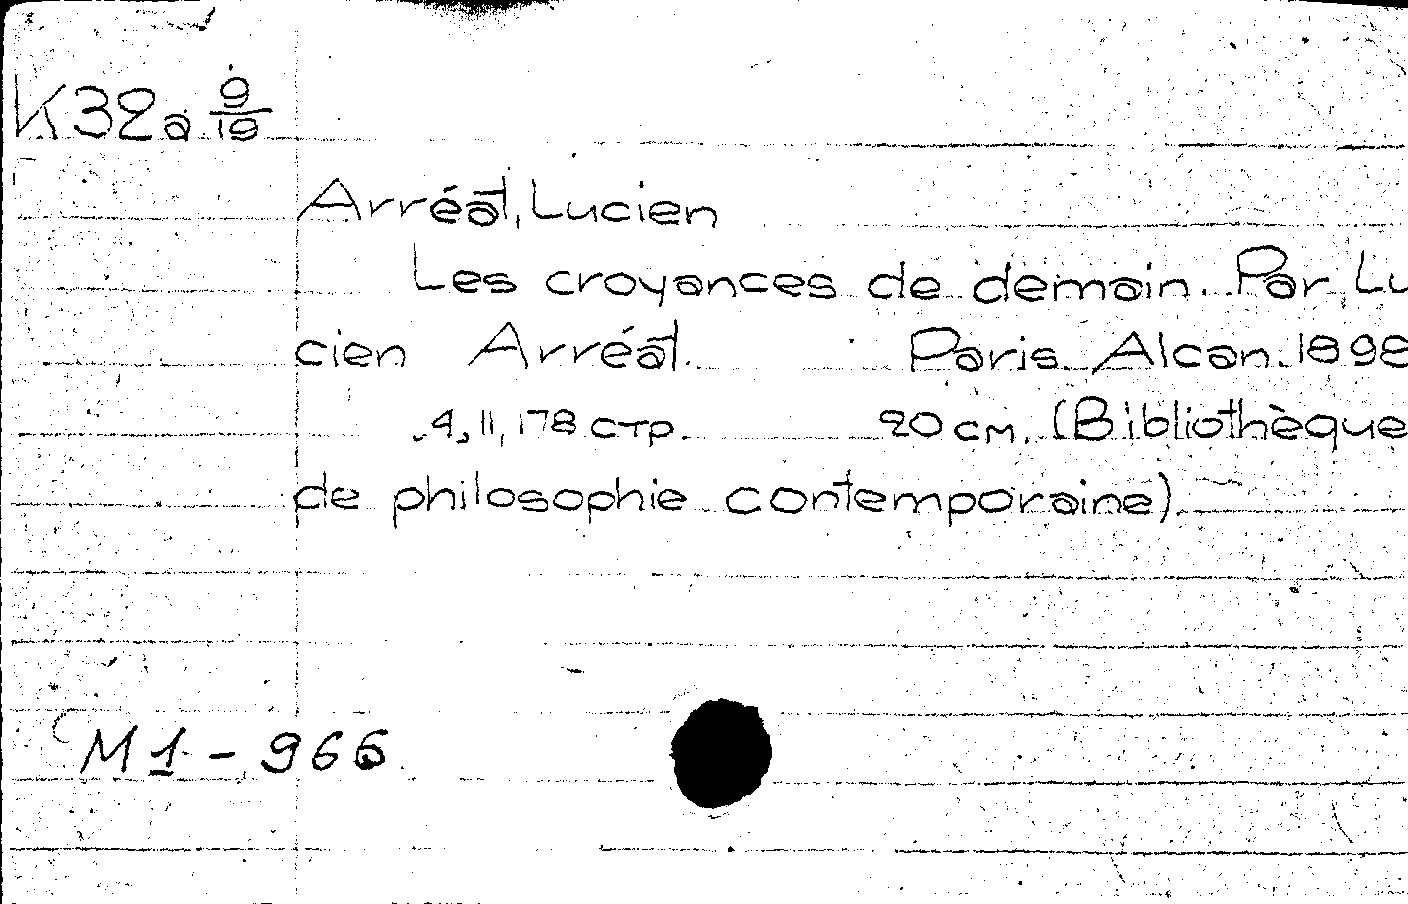 K32a 9/19
Arréat, Lucien
Les croyances de demain. Par Lu
cien Arréat. Paris. Alcan. 1898
4, 11, 178 стр. 20 см. (Bibliothèque
de philosophie contemporaine).
M1-966